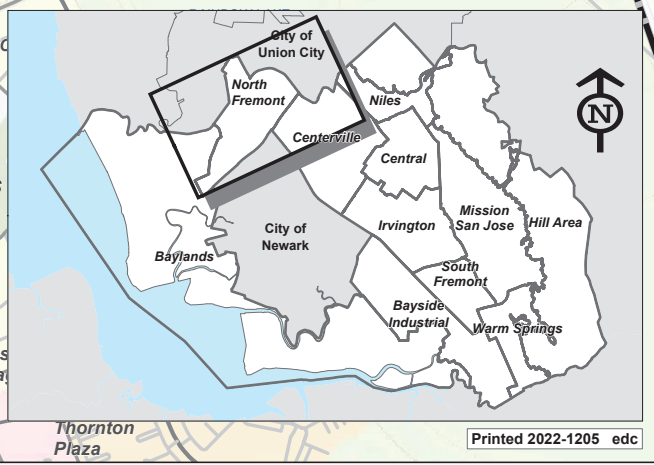 City of
Union City
North
Fremont
Niles
Centerville
Central
N
City of
Newark
Irvington
Mission
San Jose
Hill Area
Baylands
South
Fremont
Bayside
Industrial
Warm Springs
Thornton
Plaza
Printed 2022-1205 edc